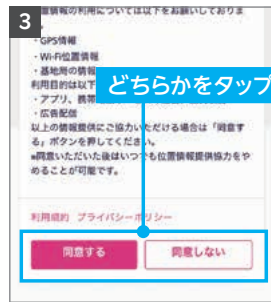 3
置情報の利用については以下をお願いしておりま
・GPS情報
・Wi-Fi位置情報
・基地局の情報
どちらかをタップ
利用目的は以下
・アプリ、携帯
・広告配信
以上の情報提供にご協力いただける場合は「同意す
る」ボタンを押してください。
※同意いただいた後はいつでも位置情報提供協力をや
めることが可能です。
利用規約 プライバシーポリシー
同意する 同意しない